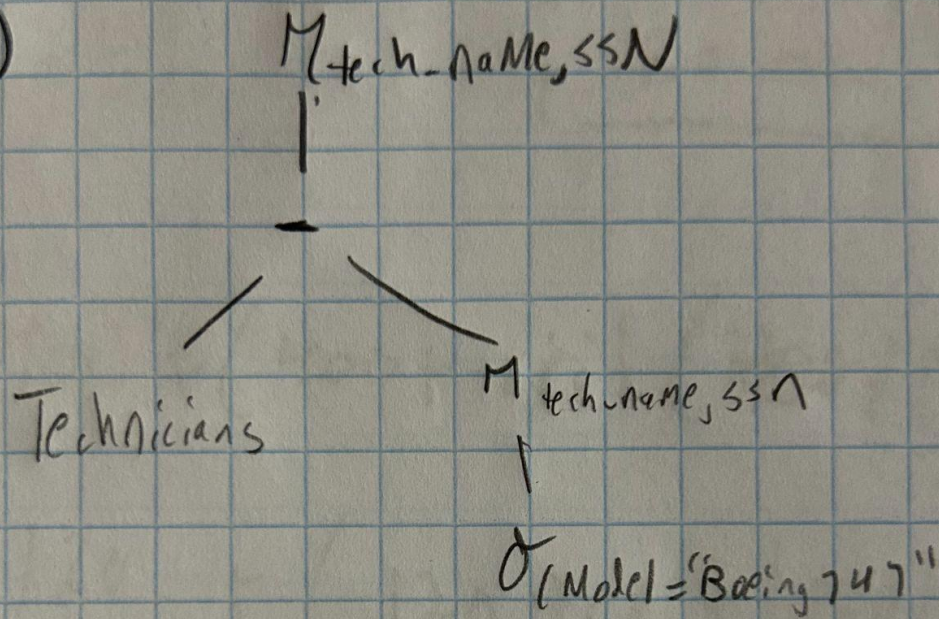 )
π tech_name, ssN
-
Technicians
π tech_name, ssn
σ (Model = "Boeing 747"